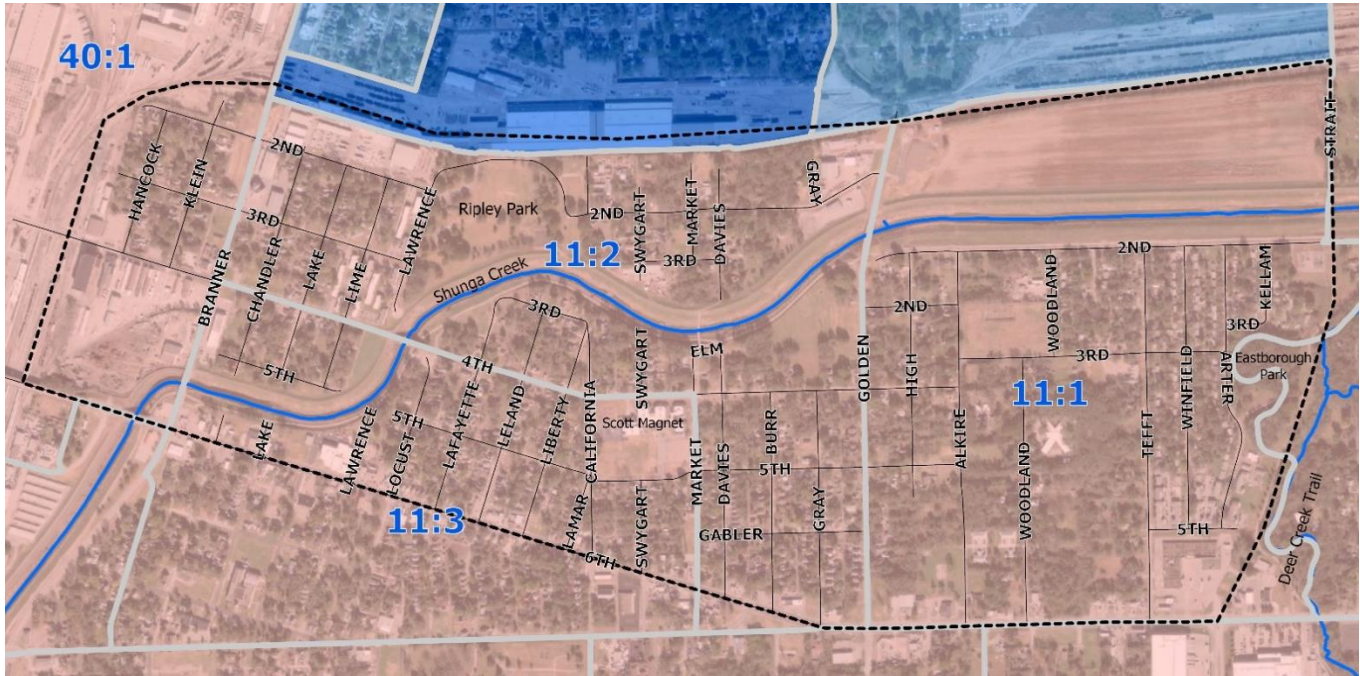 40:1
HANCOCK
KLEIN
2ND
3RD
BRANNER
CHANDLER
LAKE
LIME
LAWRENCE
5TH
Ripley Park
Shunga Creek
11:2
2ND
SWYGART
MARKET
DAVIES
3RD
GRAY
STRAIT
3RD
4TH
ELM
SWYGART
GOLDEN
2ND
HIGH
2ND
WOODLAND
3RD
KELLAM
3RD
Eastborough
Park
11:1
ALKIRE
TEFFT
WINFIELD
ARTER
LAKE
LAWRENCE
LOCUST
5TH
LAFAYETTE
LELAND
LIBERTY
CALIFORNIA
LAMAR
Scott Magnet
SWYGART
MARKET
DAVIES
BURR
5TH
GRAY
GABLER
WOODLAND
5TH
Deer Creek Trail
11:3
6TH